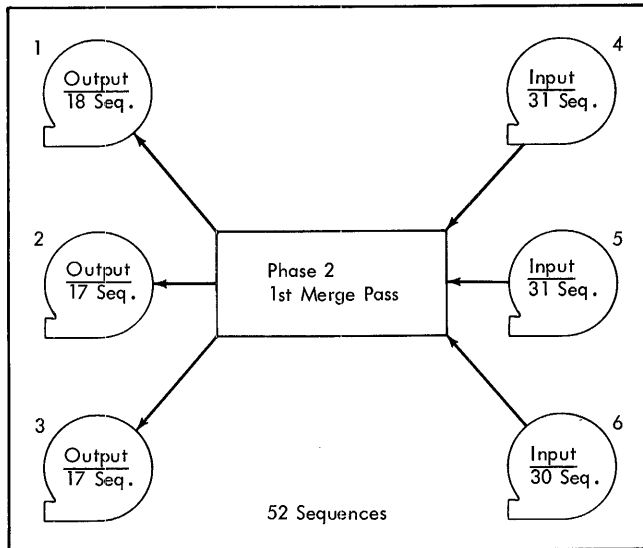 1
Output
18 Seq.
4
Input
31 Seq.
2
Output
17 Seq.
Phase 2
1st Merge Pass
5
Input
31 Seq.
3
Output
17 Seq.
6
Input
30 Seq.
52 Sequences